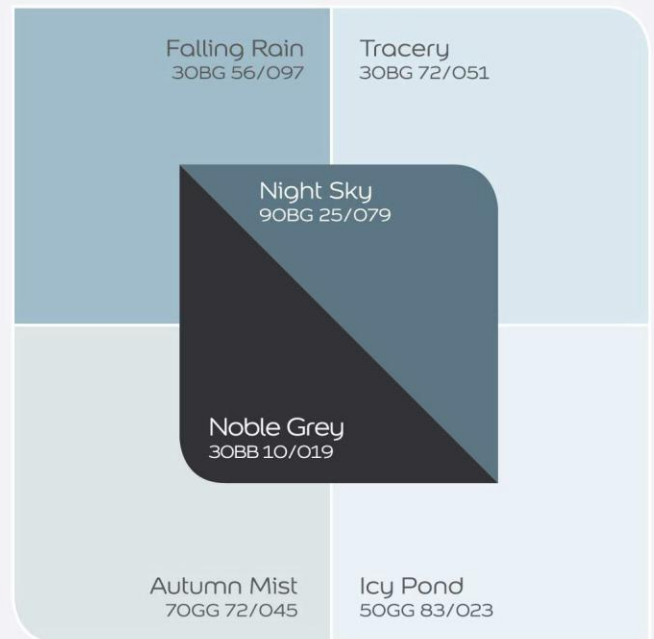 Falling Rain
30BG 56/097
Tracery
30BG 72/051
Night Sky
90BG 25/079
Noble Grey
30BB 10/019
Autumn Mist
70GG 72/045
Icy Pond
50GG 83/023